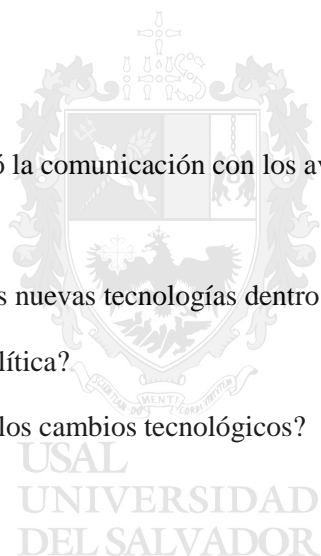 ó la comunicación con los av
s nuevas tecnologías dentro
lítica?
los cambios tecnológicos?
USAL
UNIVERSIDAD
DEL SALVADOR